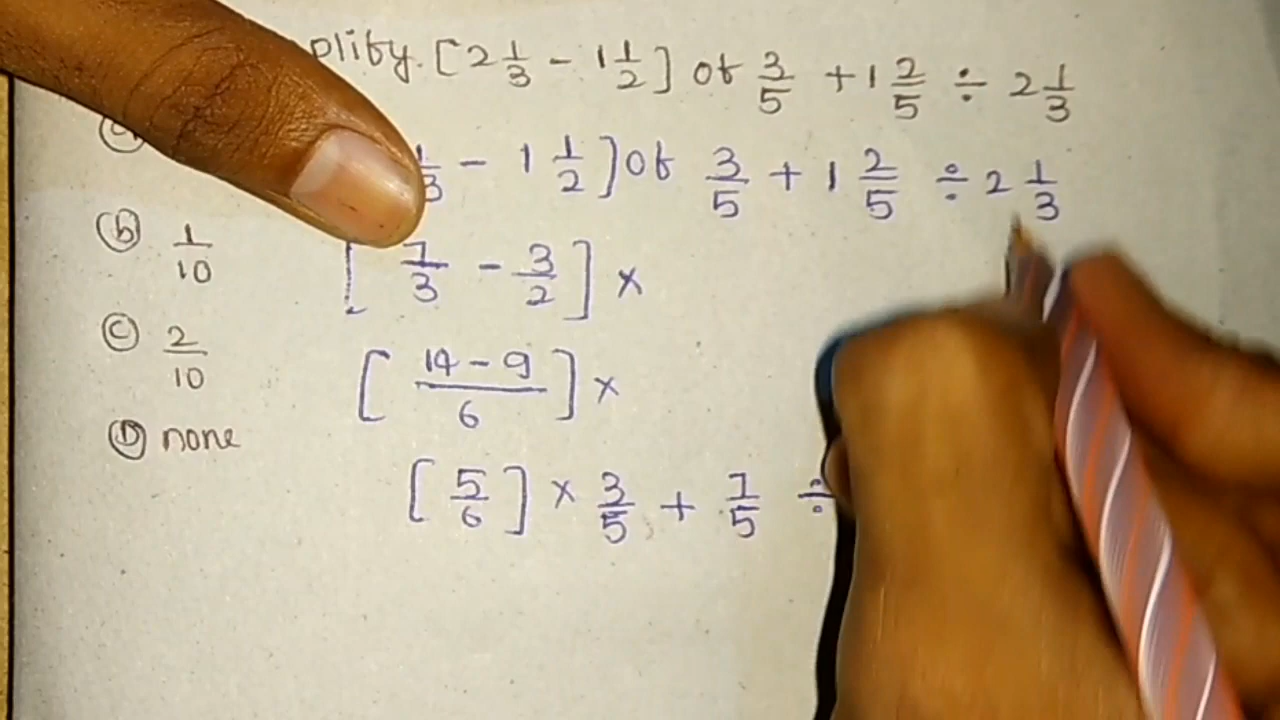 [2 1/3 - 1 1/2] of 3/5 + 1 2/5 ÷ 2 1/3
1/3 - 1 1/2] of 3/5 + 1 2/5 ÷ 2 1/3
(b) 1/10
[7/3 - 3/2] ×
(c) 2/10
[14 - 9 / 6] ×
(D) none
[5/6] × 3/5 + 7/5 ÷